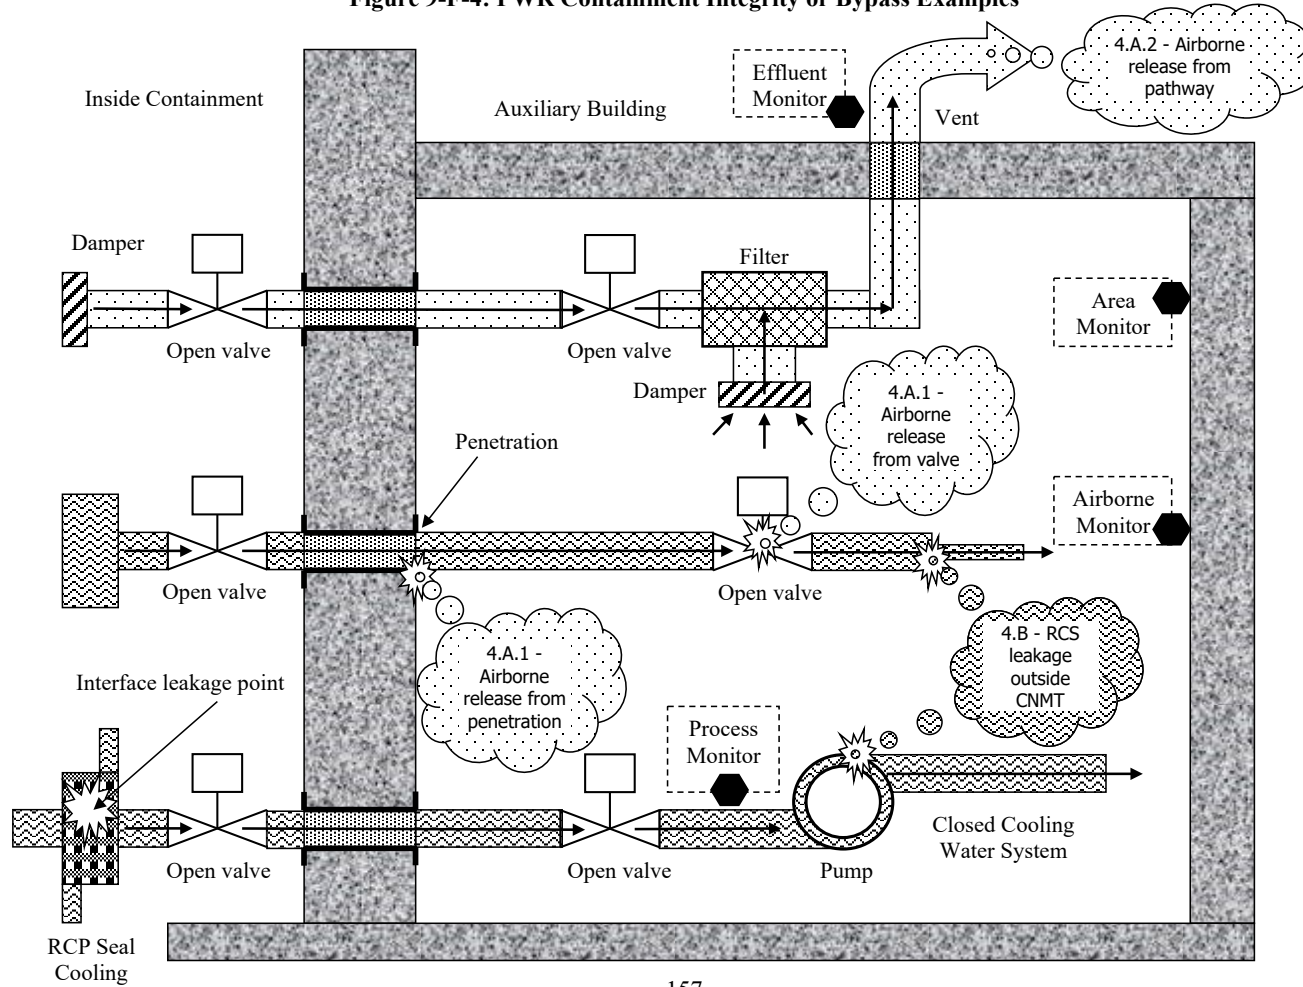 Figure 9-F-4: PWR Containment Integrity or Bypass Examples
Inside Containment
Auxiliary Building
Effluent
Monitor
Vent
4.A.2 - Airborne
release from
pathway
Damper
Open valve
Open valve
Filter
Damper
Area
Monitor
4.A.1 -
Airborne
release
from valve
Penetration
Airborne
Monitor
Open valve
Open valve
4.A.1 -
Airborne
release from
penetration
4.B - RCS
leakage
outside
CNMT
Interface leakage point
Process
Monitor
Open valve
Open valve
Pump
Closed Cooling
Water System
RCP Seal
Cooling
157